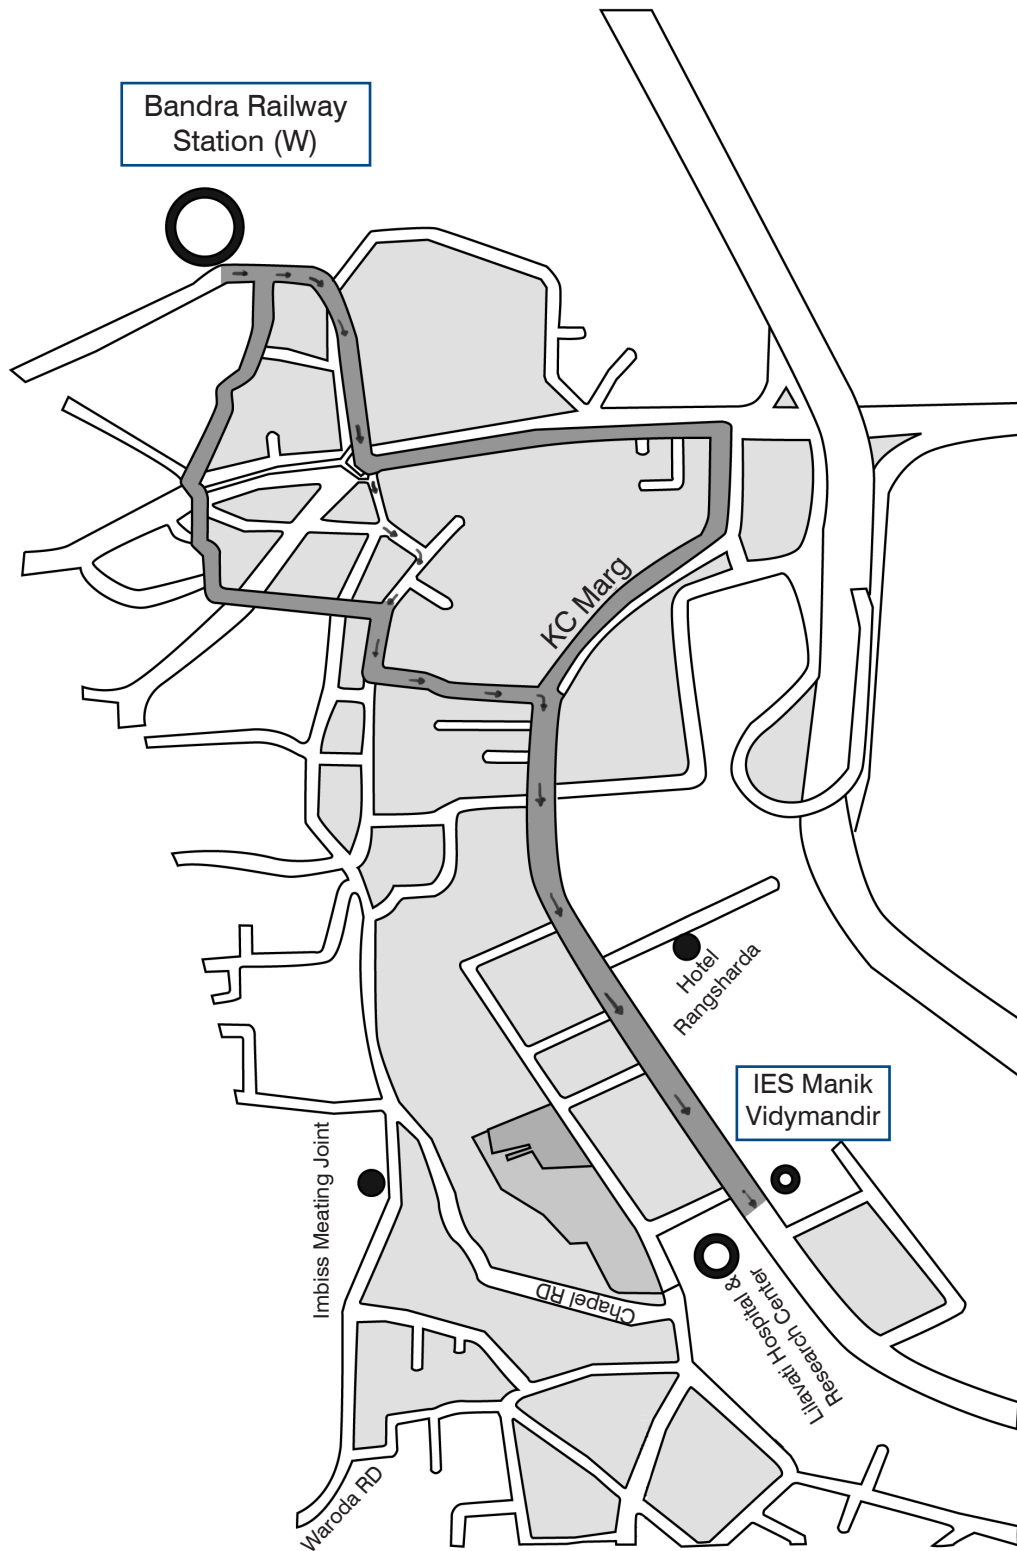 Bandra Railway
Station (W)
KC Marg
Hotel
Rangsharda
IES Manik
Vidymandir
Imbiss Meating Joint
Lilavati Hospital &
Research Center
Chapel RD
Waroda RD